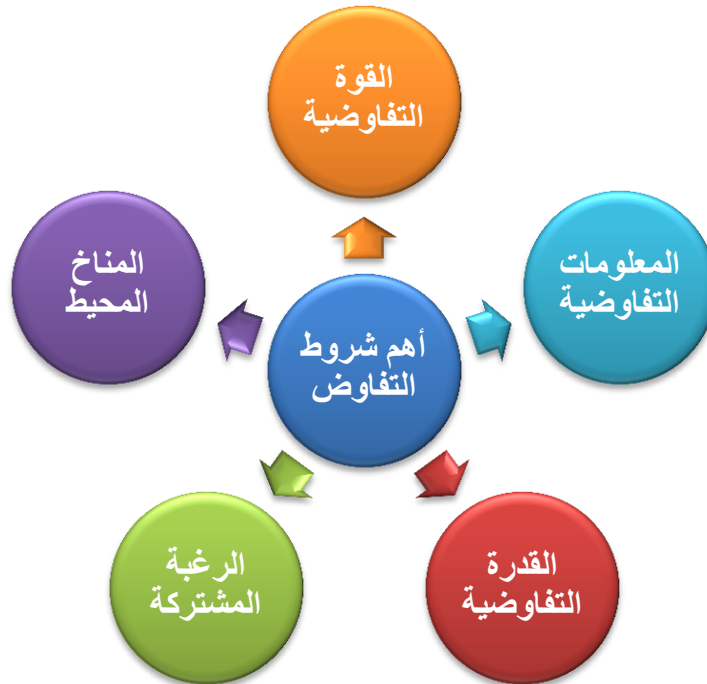 القوة
التفاوضية
المعلومات
التفاوضية
المناخ
المحيط
أهم شروط
التفاوض
القدرة
التفاوضية
الرغبة
المشتركة